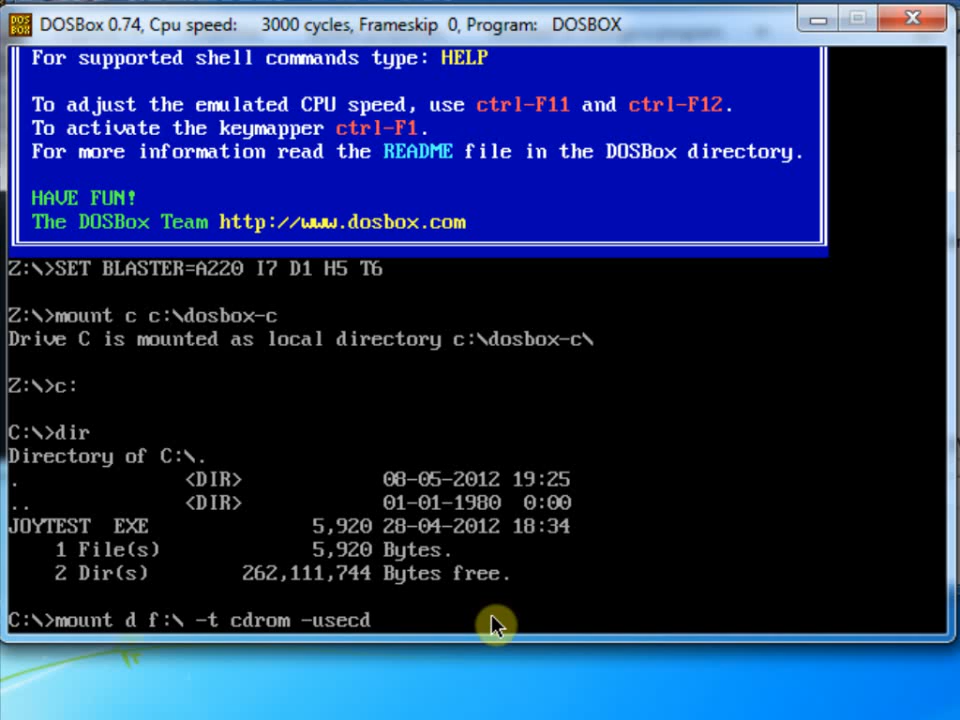 DOS
BOX
DOSBox 0.74, Cpu speed: 3000 cycles, Frameskip 0, Program: DOSBOX
For supported shell commands type: HELP
To adjust the emulated CPU speed, use ctrl-F11 and ctrl-F12.
To activate the keymapper ctrl-F1.
For more information read the README file in the DOSBox directory.
HAVE FUN!
The DOSBox Team http://www.dosbox.com
Z:\>SET BLASTER=A220 I7 D1 H5 T6
Z:\>mount c c:\dosbox-c
Drive C is mounted as local directory c:\dosbox-c\
Z:\>c:
C:\>dir
Directory of C:\.
. <DIR> 08-05-2012 19:25
.. <DIR> 01-01-1980 0:00
JOYTEST EXE 5,920 28-04-2012 18:34
1 File(s) 5,920 Bytes.
2 Dir(s) 262,111,744 Bytes free.
C:\>mount d f:\ -t cdrom -usecd